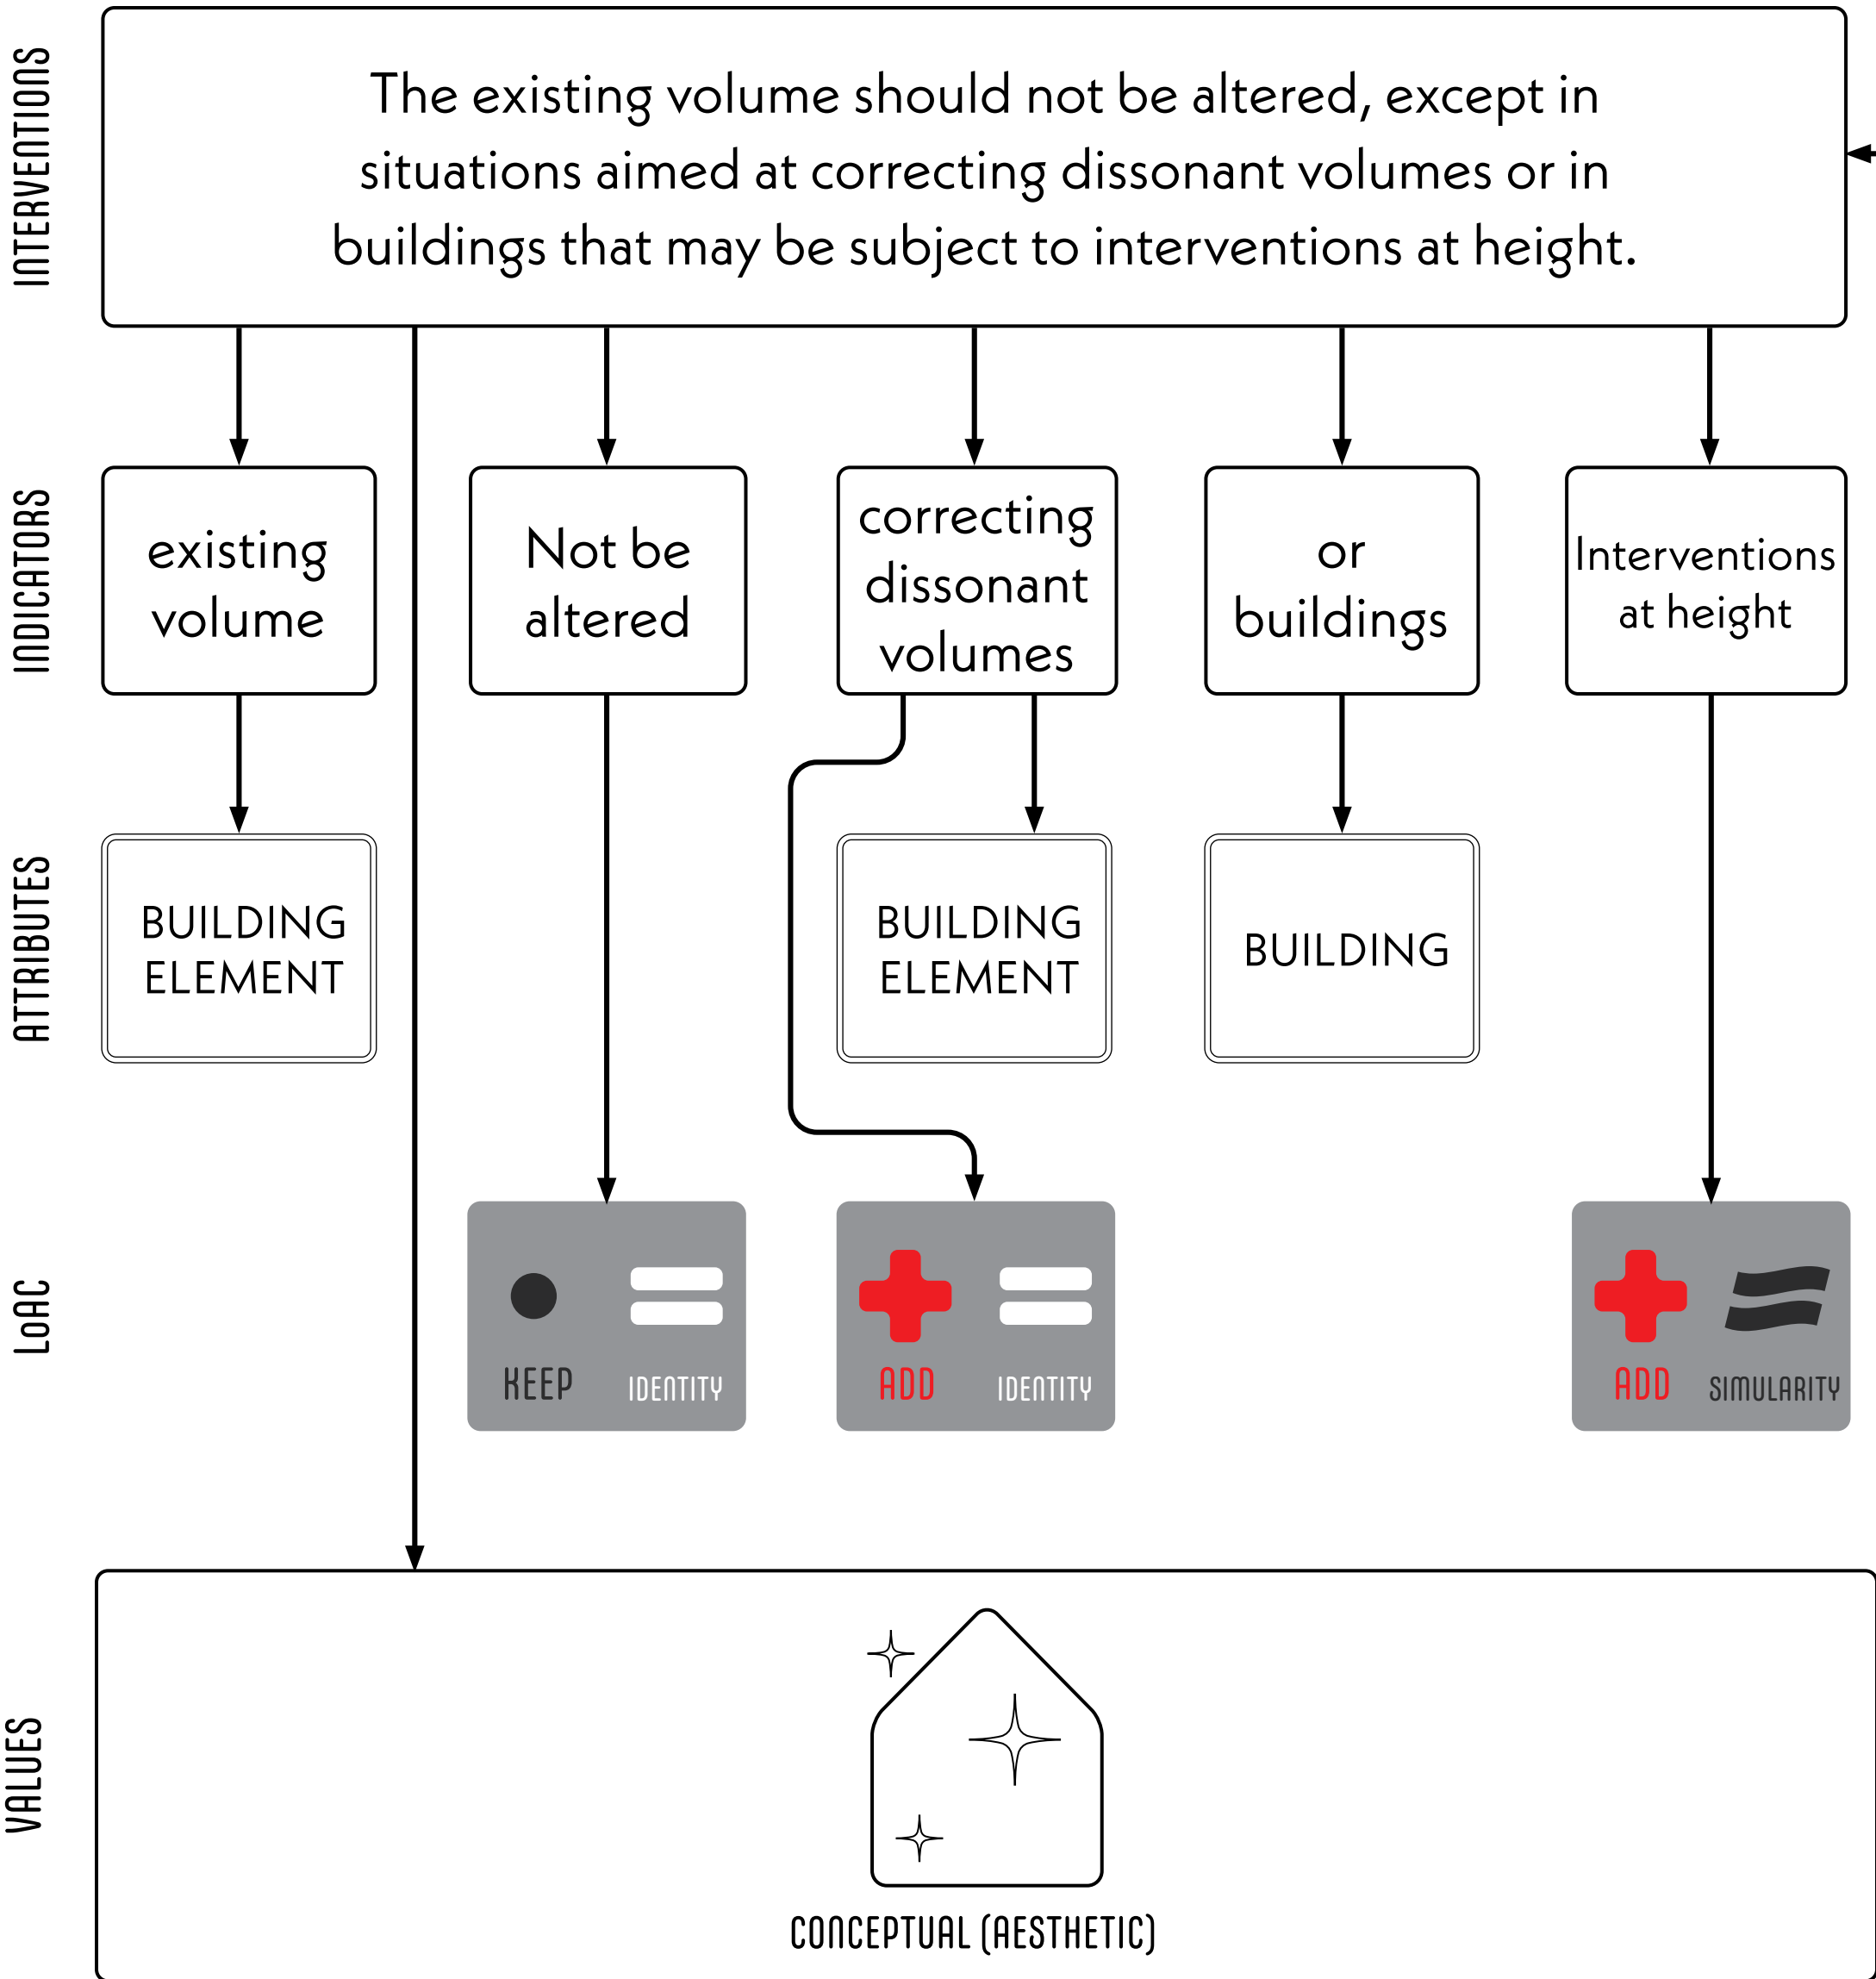 INTERVENTIONS
The existing volume should not be altered, except in
situations aimed at correcting dissonant volumes or in
buildings that may be subject to interventions at height.
INDICATORS
existing
volume
Not be
altered
correcting
dissonant
volumes
or
buildings
Interventions
at height
ATTRIBUTES
BUILDING
ELEMENT
BUILDING
ELEMENT
BUILDING
LoAC
KEEP
IDENTITY
ADD
IDENTITY
ADD
SIMULARITY
VALUES
CONCEPTUAL (AESTHETIC)